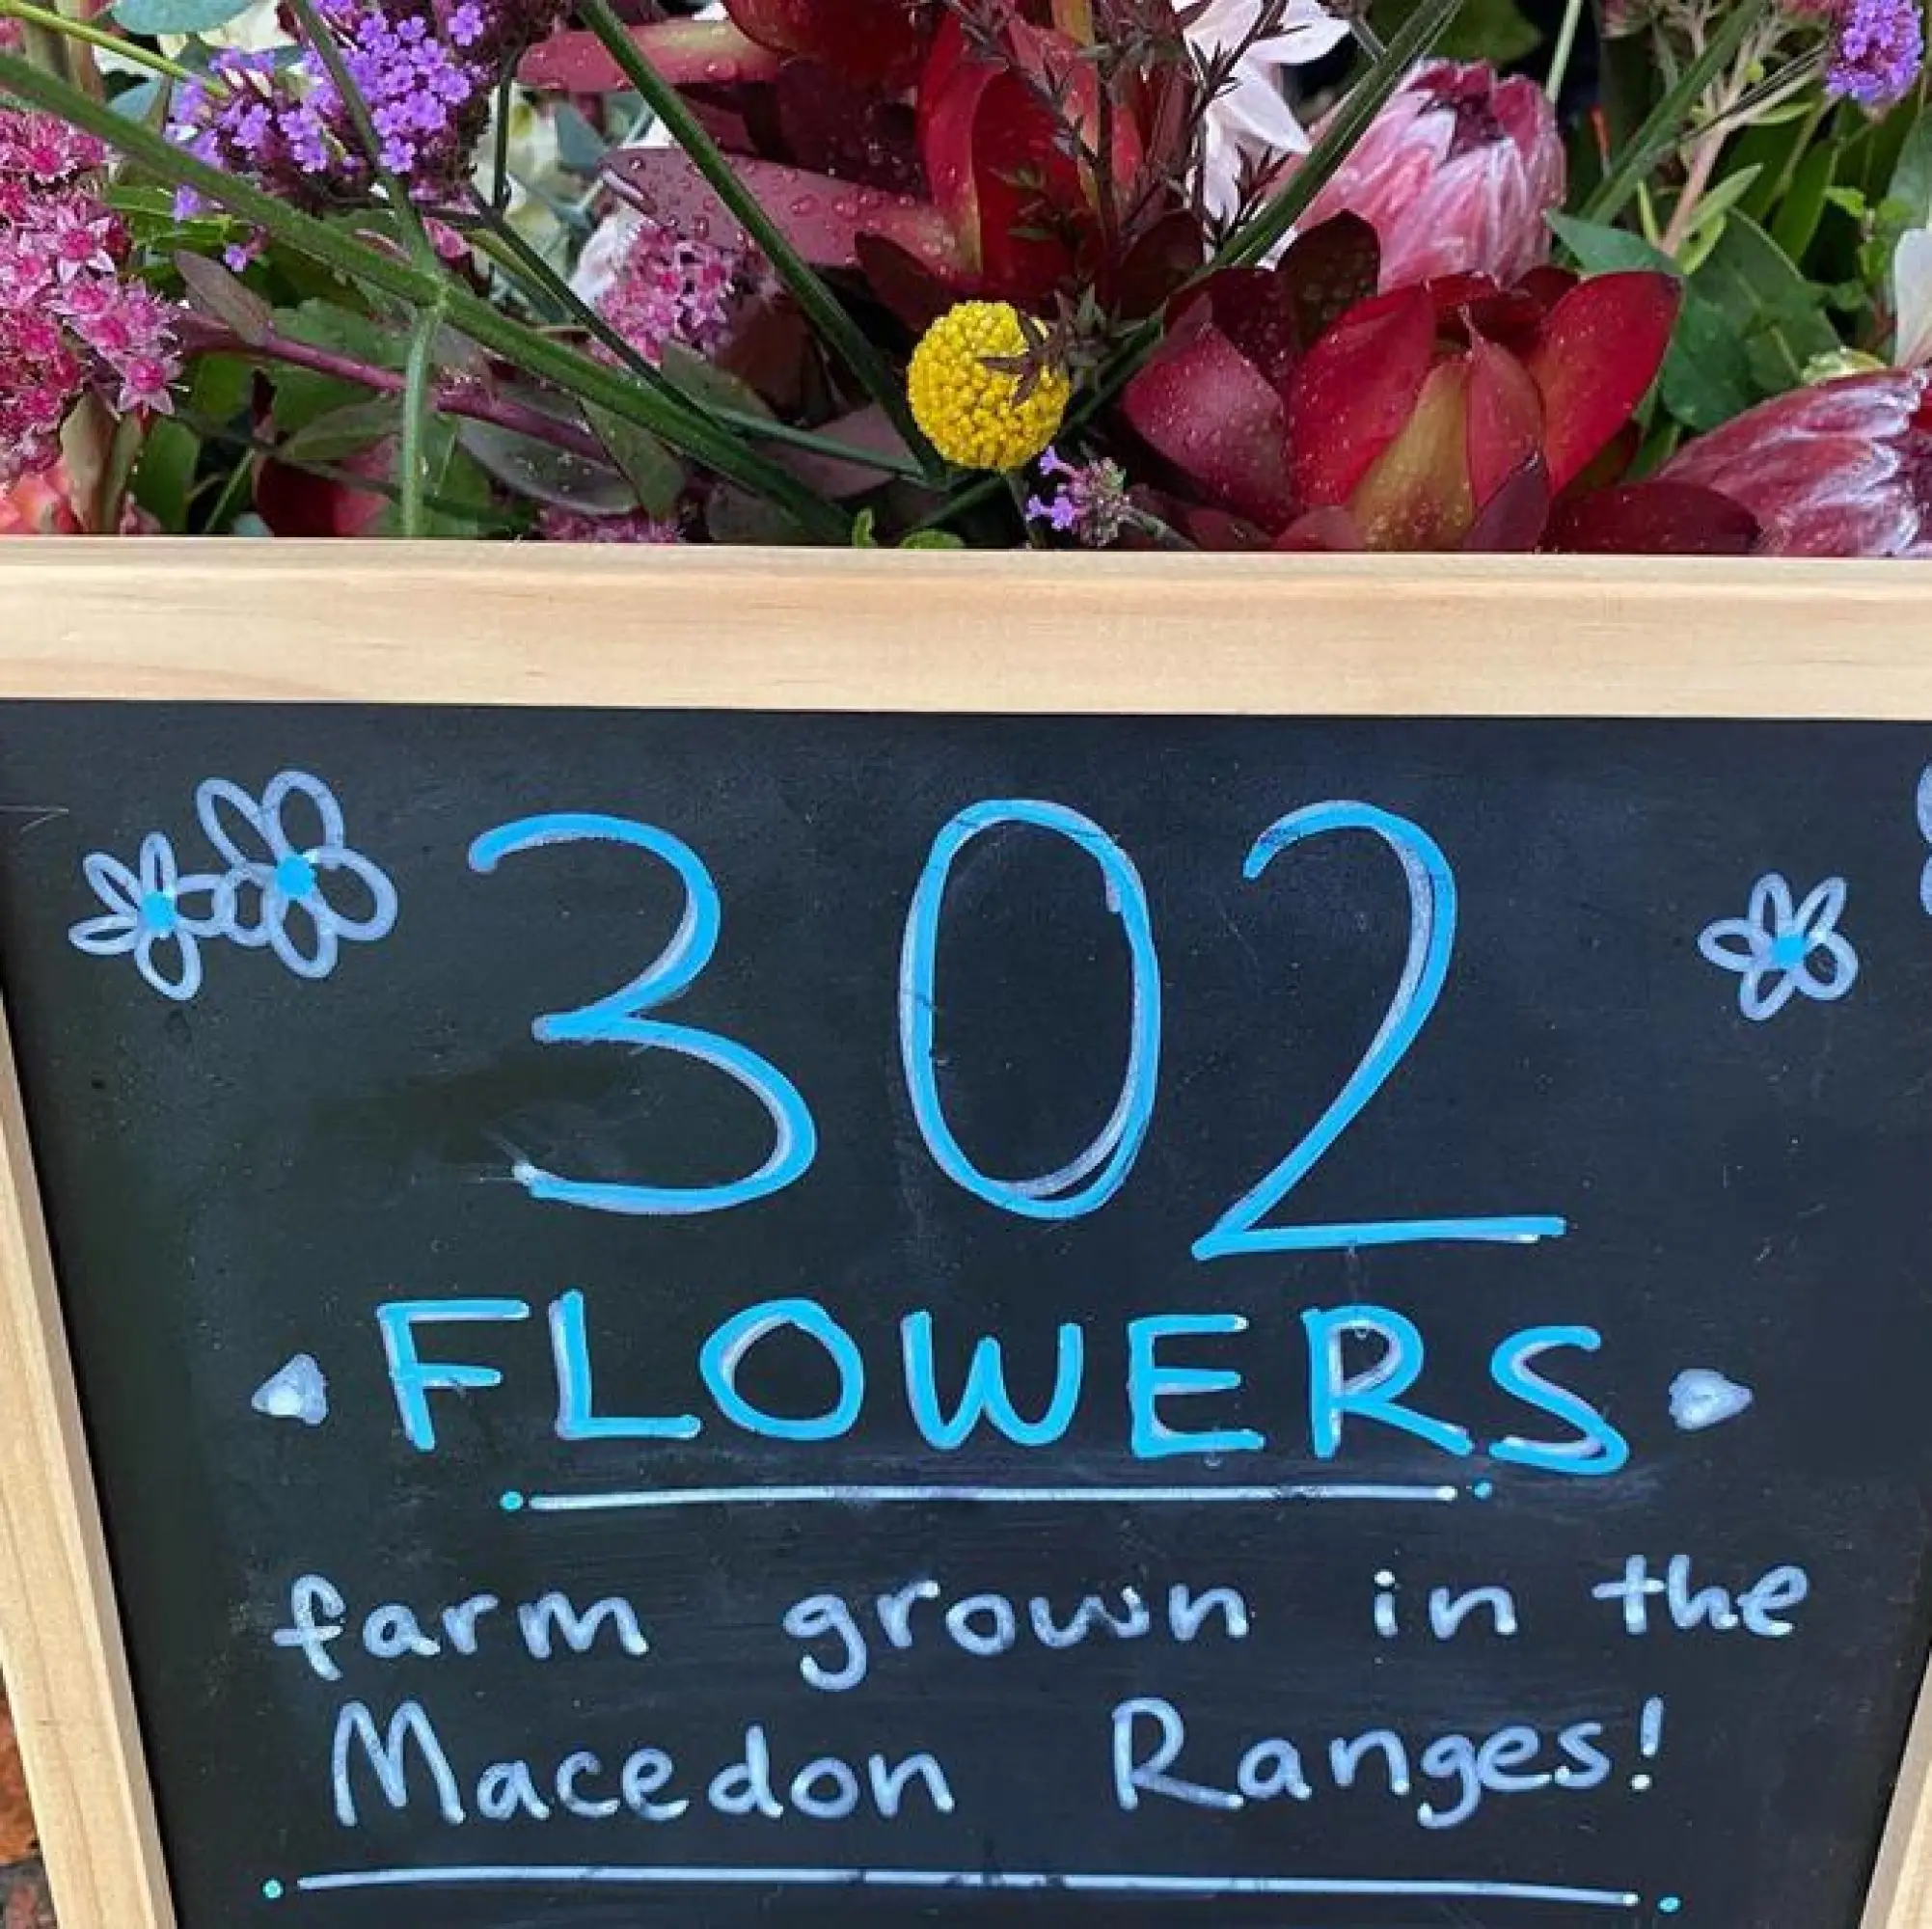 302
FLOWERS
farm grown in the
Macedon Ranges!